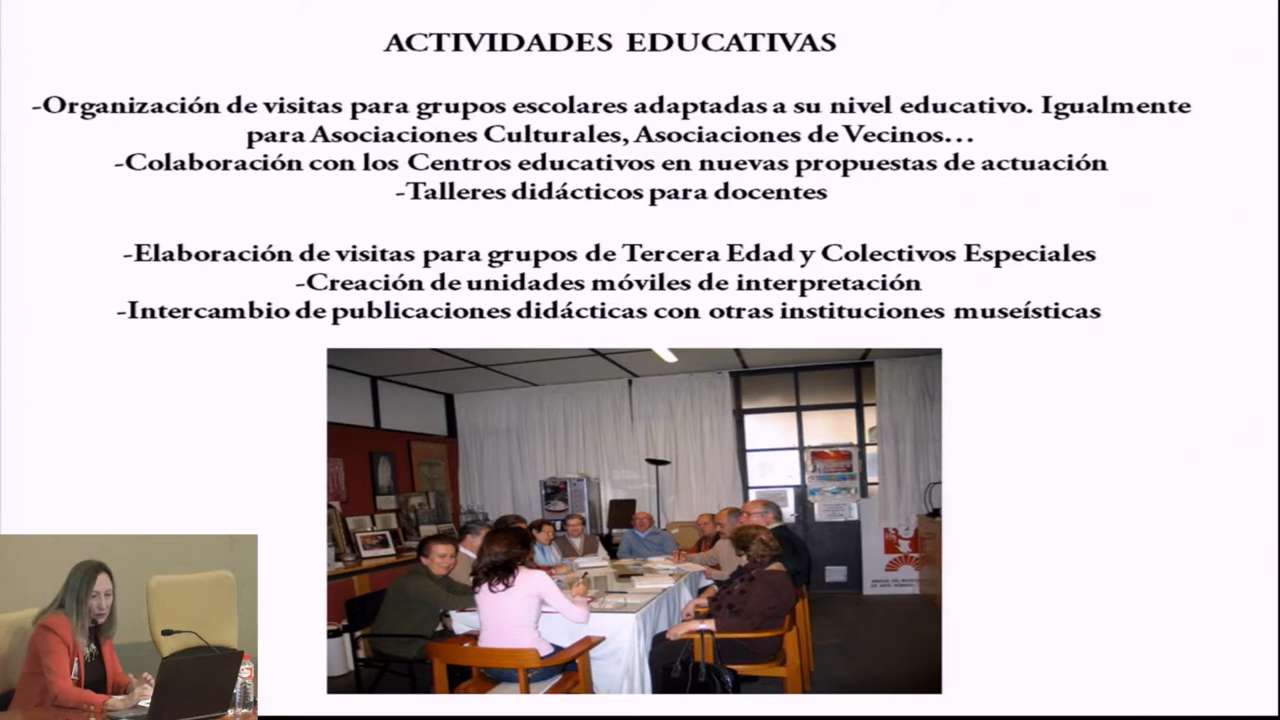 ACTIVIDADES EDUCATIVAS
-Organización de visitas para grupos escolares adaptadas a su nivel educativo. Igualmente
para Asociaciones Culturales, Asociaciones de Vecinos...
-Colaboración con los Centros educativos en nuevas propuestas de actuación
-Talleres didácticos para docentes
-Elaboración de visitas para grupos de Tercera Edad y Colectivos Especiales
-Creación de unidades móviles de interpretación
-Intercambio de publicaciones didácticas con otras instituciones museísticas